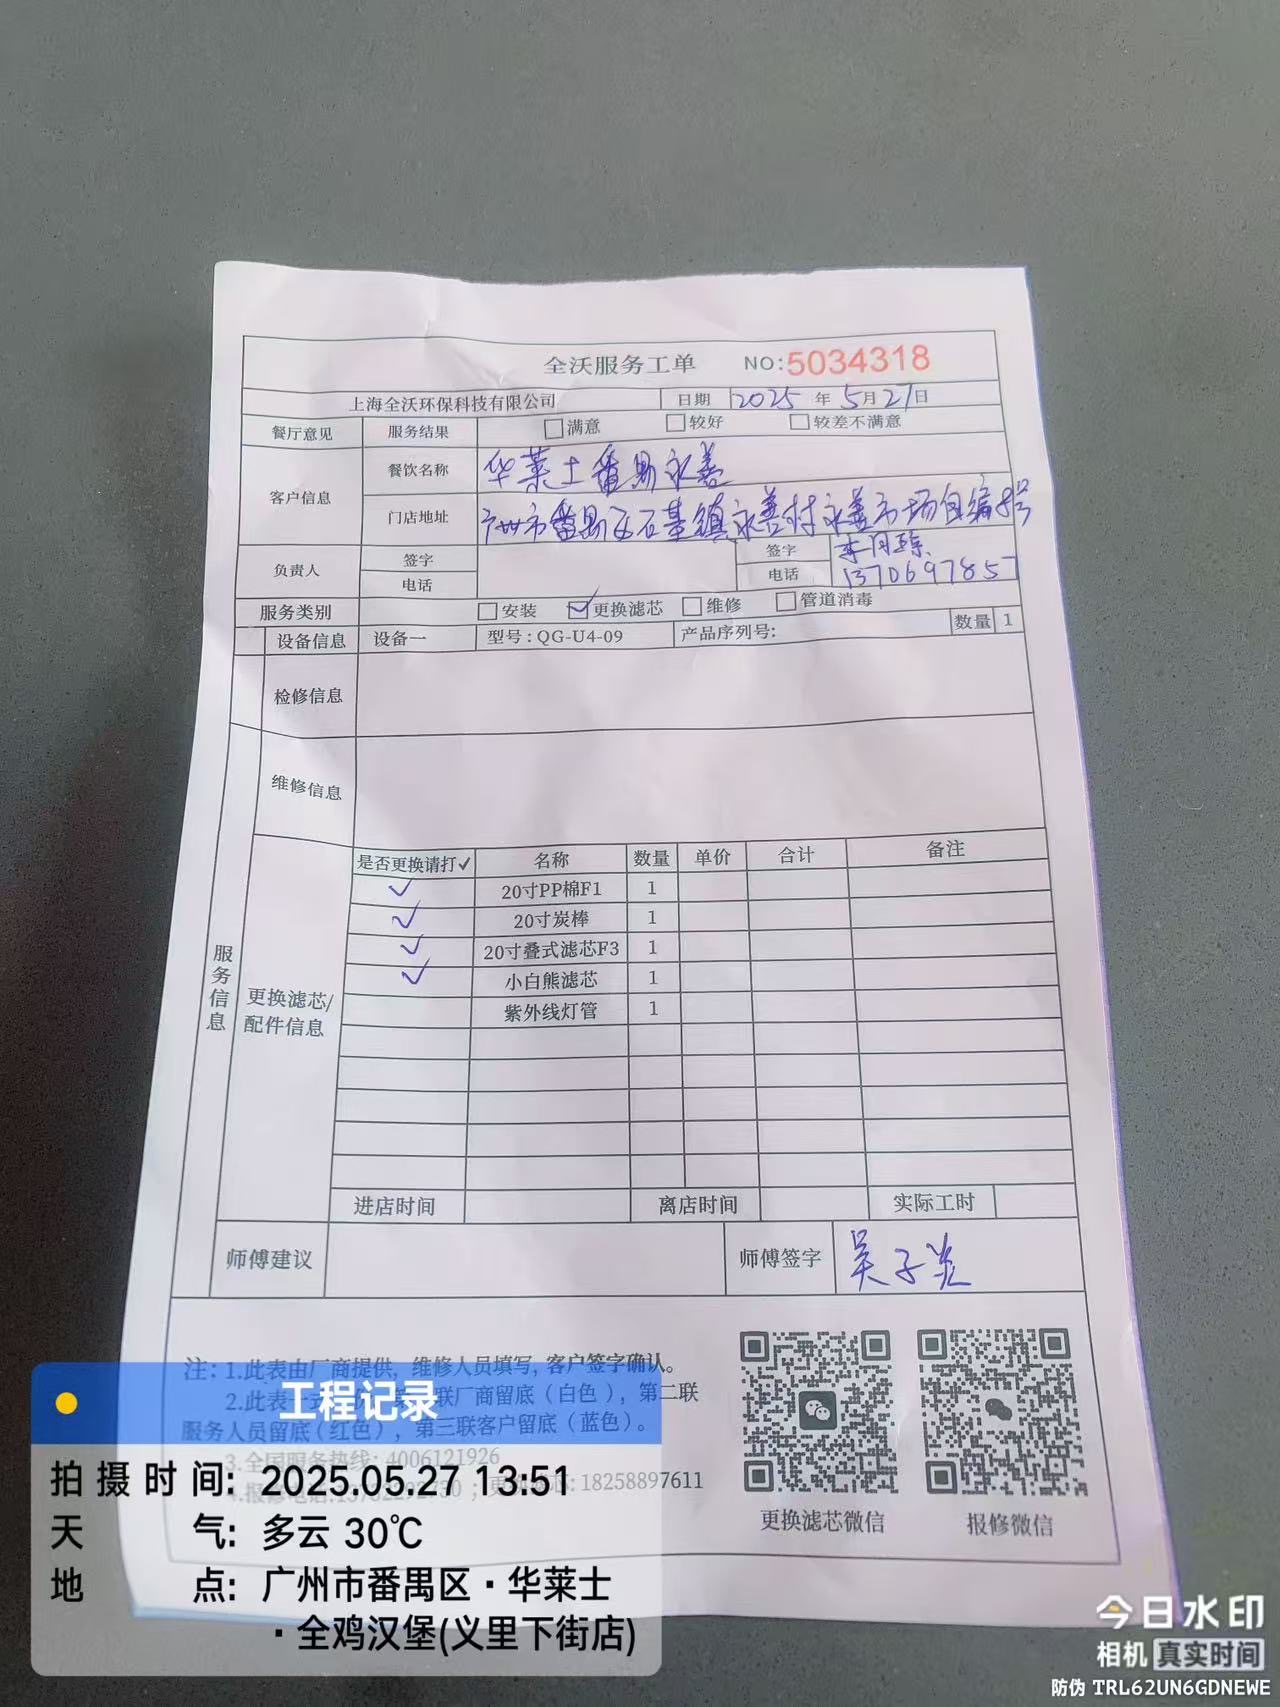 全沃服务工单 NO:5034318
上海全沃环保科技有限公司 日期 2025 年 5月27日
餐厅意见 服务结果 满意 较好 较差不满意
客户信息 餐饮名称 华莱士番禺永善
门店地址 广州市番禺区石基镇永善村永善市场自编
负责人 签字 签字
电话 电话 1370697857
服务类别 安装 更换滤芯 维修 管道消毒
设备信息 设备一 型号:QG-U4-09 产品序列号: 数量 1
检修信息
维修信息
服务信息
更换滤芯/
配件信息
是否更换请打✓ 名称 数量 单价 合计 备注
✓ 20寸PP棉F1 1
✓ 20寸炭棒 1
✓ 20寸叠式滤芯F3 1
✓ 小白熊滤芯 1
紫外线灯管 1
进店时间 离店时间 实际工时
师傅建议 师傅签字 吴子炎
注: 1.此表由厂商提供, 维修人员填写, 客户签字确认。
2.此表一式 联厂商留底(白色), 第二联
服务人员留底(红色), 第三联客户留底(蓝色)。
3.全国服务热线: 4006121926
4.报修电话: ; 18258897611
更换滤芯微信 报修微信
工程记录
拍摄时间: 2025.05.27 13:51
天气: 多云 30℃
地点: 广州市番禺区·华莱士
·全鸡汉堡(义里下街店)
今日水印
相机 真实时间
防伪 TRL62UN6GDNEWE